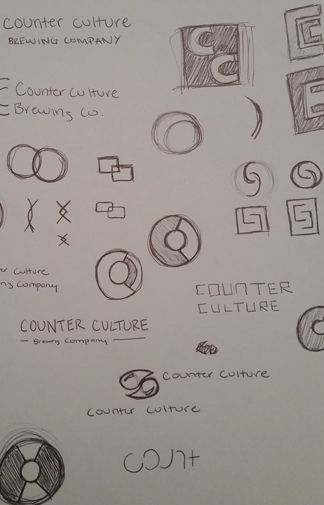 Counter Culture
BREWING COMPANY
CC
Counter Culture
Brewing Co.
Culture
Company
COUNTER
CULTURE
COUNTER CULTURE
Brewing Company
Counter Culture
Counter Culture
COUNT